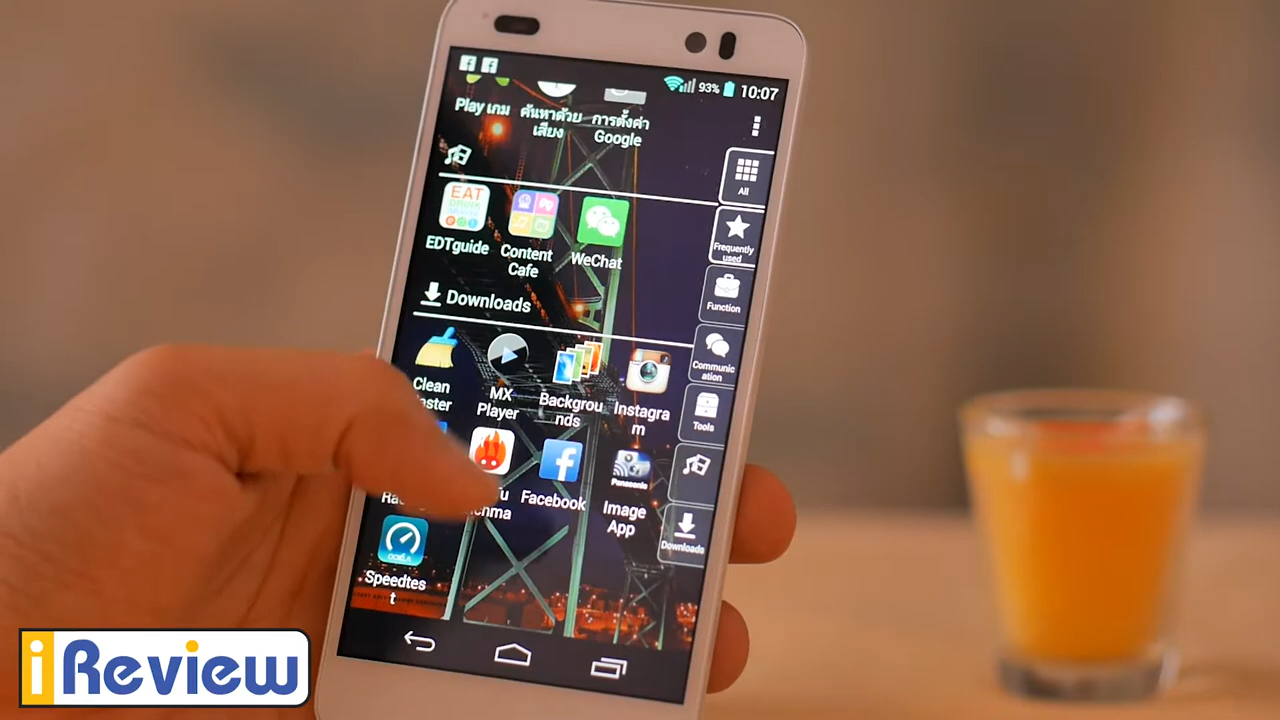 93% 10:07
Play เกม
ค้นหาด้วย
เสียง
การตั้งค่า
Google
All
EAT
DRINK
EDTguide
Content
Cafe
WeChat
Frequently
used
Function
Downloads
Communic
ation
Clean
MX
Player
Backgrou
nds
Instagra
m
Tools
Facebook
Panasonic
Image
App
Downloads
Speedtes
t
iReview